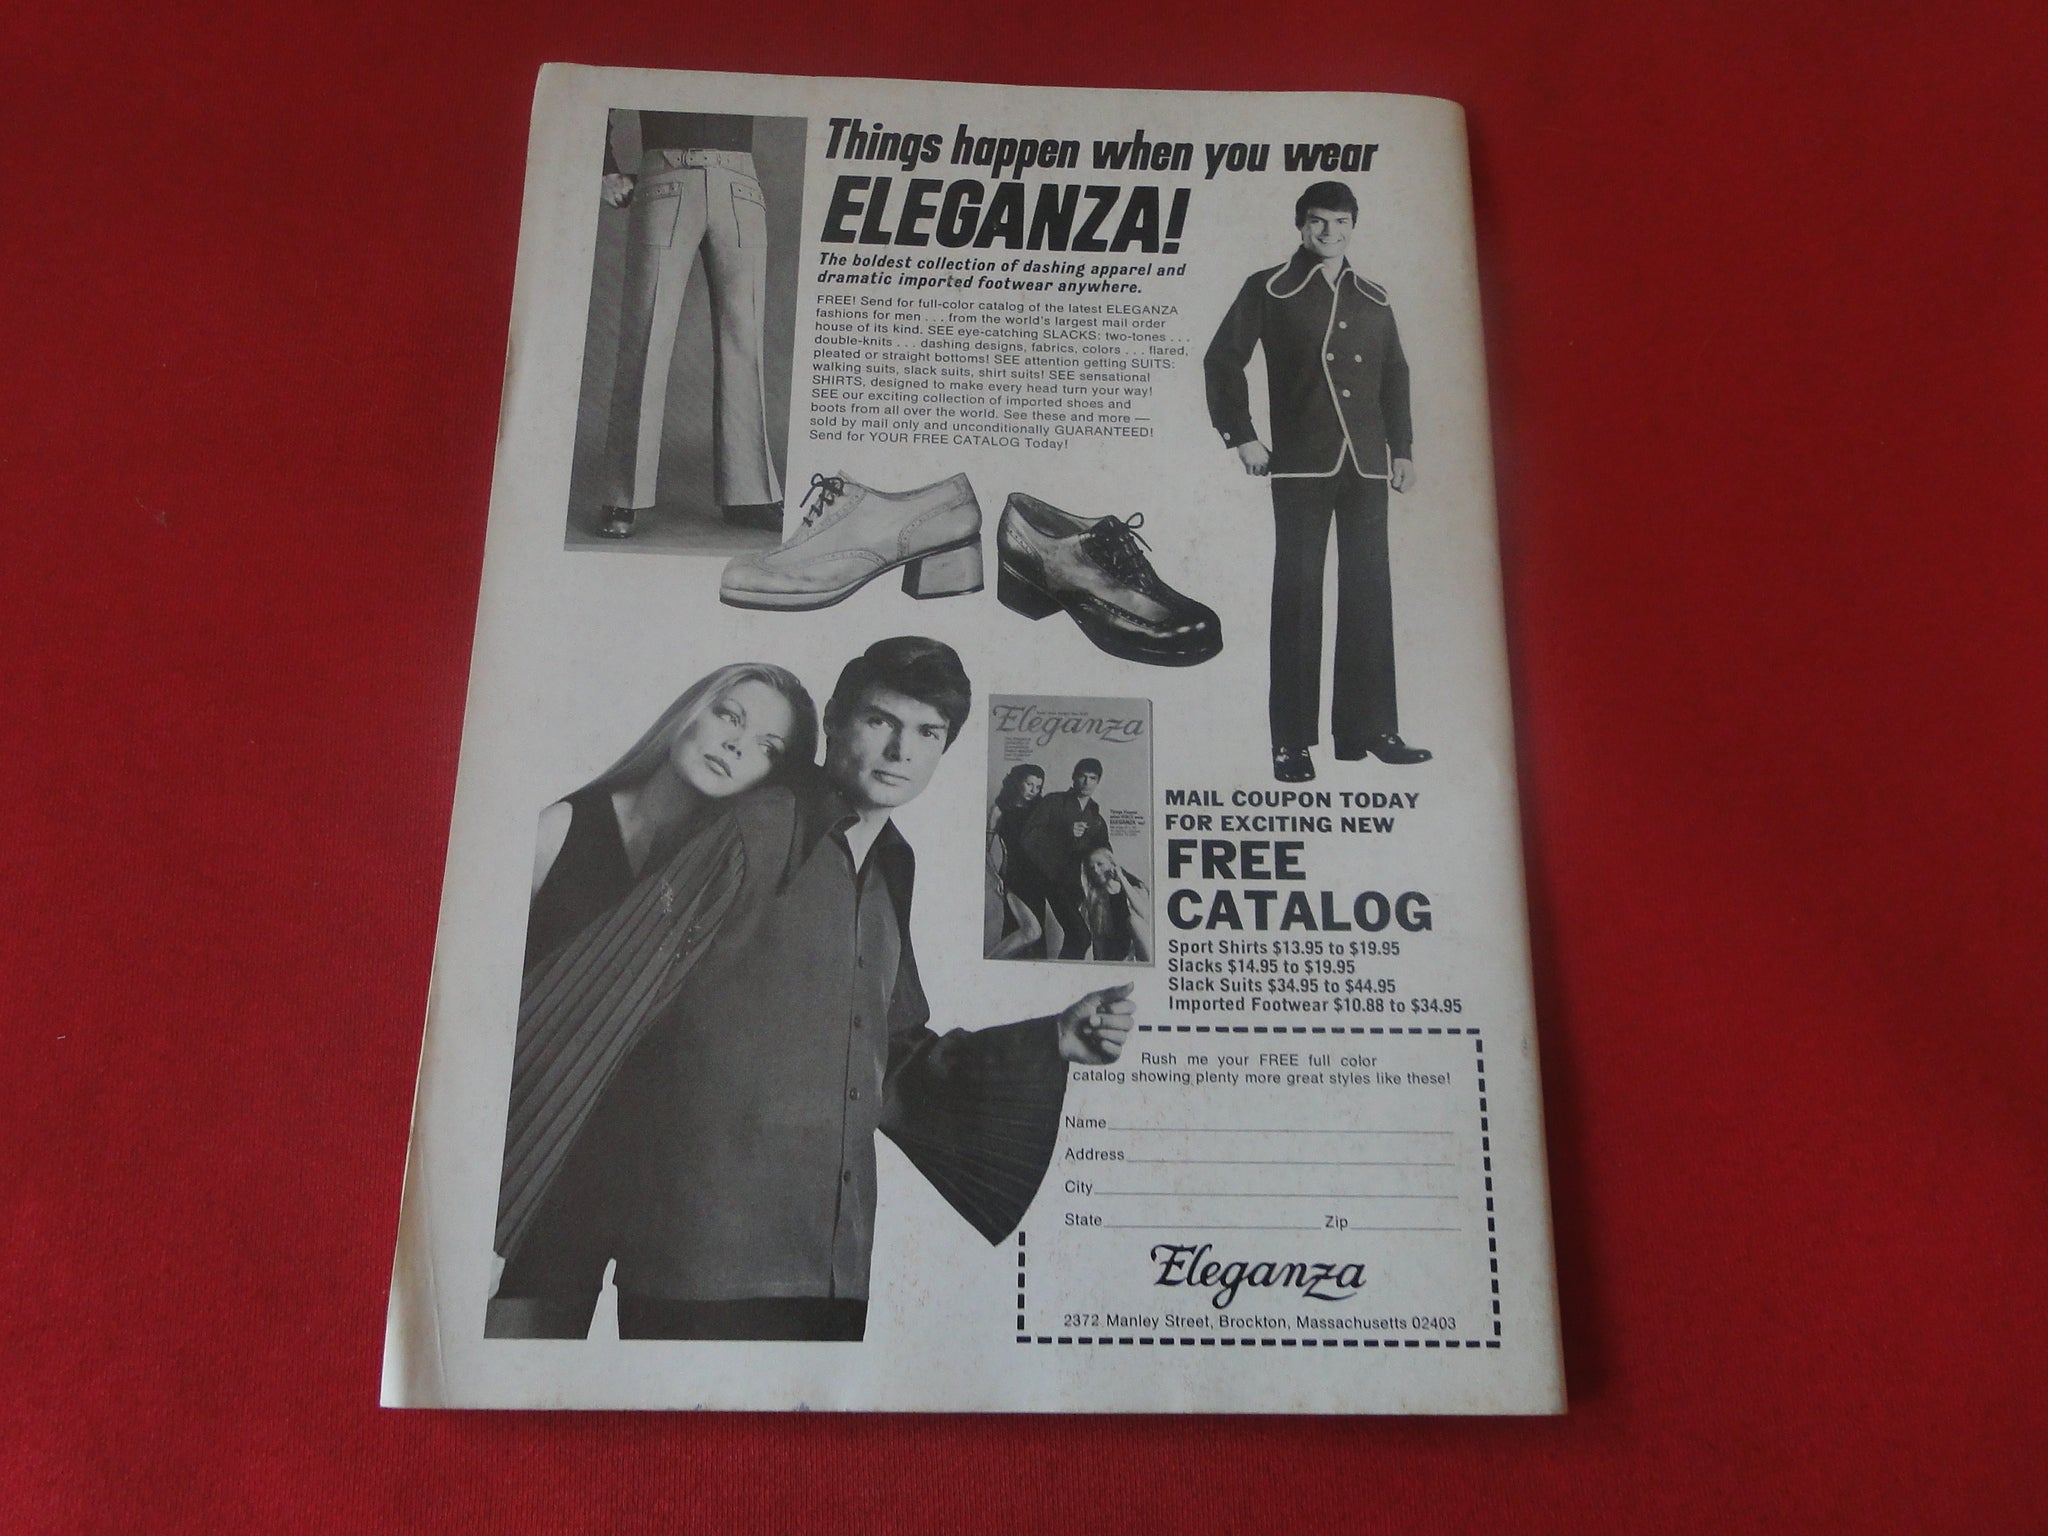 Things happen when you wear
ELEGANZA!
The boldest collection of dashing apparel and
dramatic imported footwear anywhere.
FREE! Send for full-color catalog of the latest ELEGANZA
fashions for men . . . from the world's largest mail order
house of its kind. SEE eye-catching SLACKS: two-tones . . .
double-knits . . . dashing designs, fabrics, colors . . . flared,
pleated or straight bottoms! SEE attention getting SUITS:
walking suits, slack suits, shirt suits! SEE sensational
SHIRTS, designed to make every head turn your way!
SEE our exciting collection of imported shoes and
boots from all over the world. See these and more —
sold by mail only and unconditionally GUARANTEED!
Send for YOUR FREE CATALOG Today!
Eleganza
MAIL COUPON TODAY
FOR EXCITING NEW
FREE
CATALOG
Sport Shirts $13.95 to $19.95
Slacks $14.95 to $19.95
Slack Suits $34.95 to $44.95
Imported Footwear $10.88 to $34.95
Rush me your FREE full color
catalog showing plenty more great styles like these!
Name
Address
City
State Zip
Eleganza
2372 Manley Street, Brockton, Massachusetts 02403